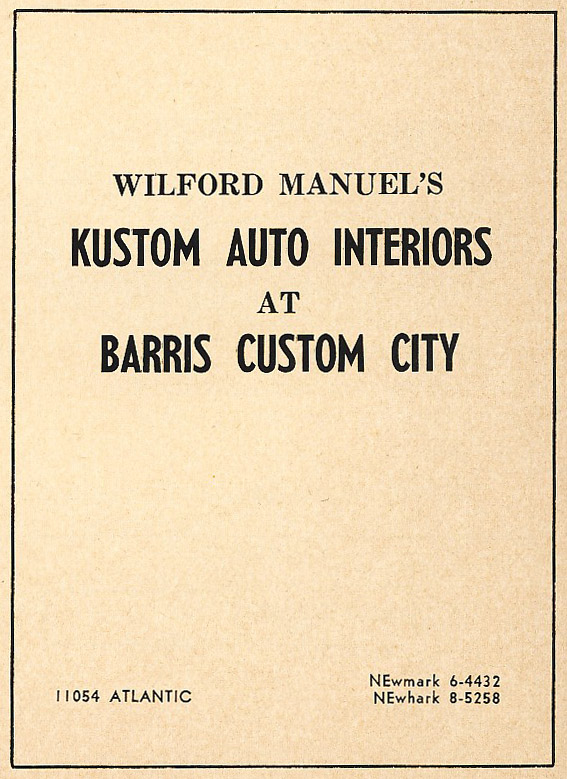 WILFORD MANUEL'S
KUSTOM AUTO INTERIORS
AT
BARRIS CUSTOM CITY
11054 ATLANTIC
NEwmark 6-4432
NEwhark 8-5258